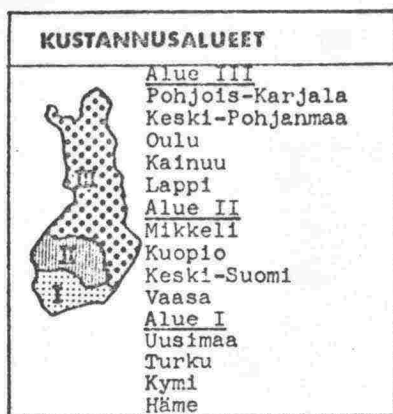 KUSTANNUSALUEET
Alue III
Pohjois-Karjala
Keski-Pohjanmaa
Oulu
Kainuu
Lappi
Alue II
Mikkeli
Kuopio
Keski-Suomi
Vaasa
Alue I
Uusimaa
Turku
Kymi
Häme
III
II
I